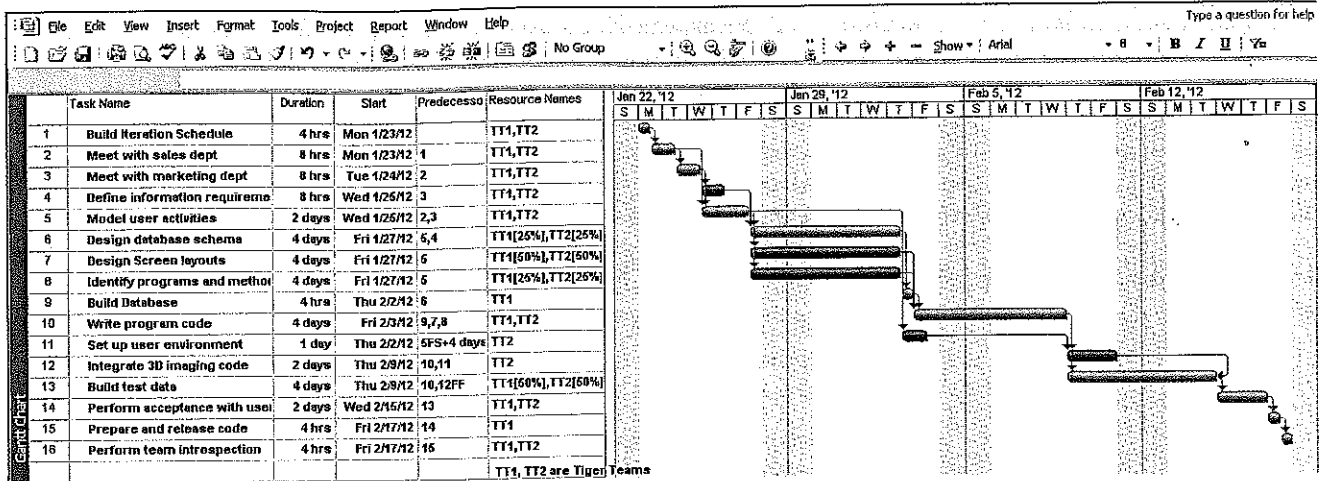 File Edit View Insert Format Tools Project Report Window Help Type a question for help
No Group Show Arial 8 B I U
Task Name Duration Start Predecesso Resource Names Jan 22, '12 Jan 29, '12 Feb 5, '12 Feb 12, '12
S M T W T F S S M T W T F S S M T W T F S S M T W T F S
1 Build Iteration Schedule 4 hrs Mon 1/23/12 TT1,TT2
2 Meet with sales dept 8 hrs Mon 1/23/12 1 TT1,TT2
3 Meet with marketing dept 8 hrs Tue 1/24/12 2 TT1,TT2
4 Define information requireme 8 hrs Wed 1/25/12 3 TT1,TT2
5 Model user activities 2 days Wed 1/25/12 2,3 TT1,TT2
6 Design database schema 4 days Fri 1/27/12 5,4 TT1[25%],TT2[25%]
7 Design Screen layouts 4 days Fri 1/27/12 5 TT1[50%],TT2[50%]
8 Identify programs and method 4 days Fri 1/27/12 5 TT1[25%],TT2[25%]
9 Build Database 4 hrs Thu 2/2/12 6 TT1
10 Write program code 4 days Fri 2/3/12 9,7,8 TT1,TT2
11 Set up user environment 1 day Thu 2/2/12 5FS+4 days TT2
12 Integrate 3D imaging code 2 days Thu 2/9/12 10,11 TT2
13 Build test data 4 days Thu 2/9/12 10,12FF TT1[50%],TT2[50%]
14 Perform acceptance with user 2 days Wed 2/15/12 13 TT1,TT2
15 Prepare and release code 4 hrs Fri 2/17/12 14 TT1
16 Perform team introspection 4 hrs Fri 2/17/12 15 TT1,TT2
TT1, TT2 are Tiger Teams
Gantt Chart